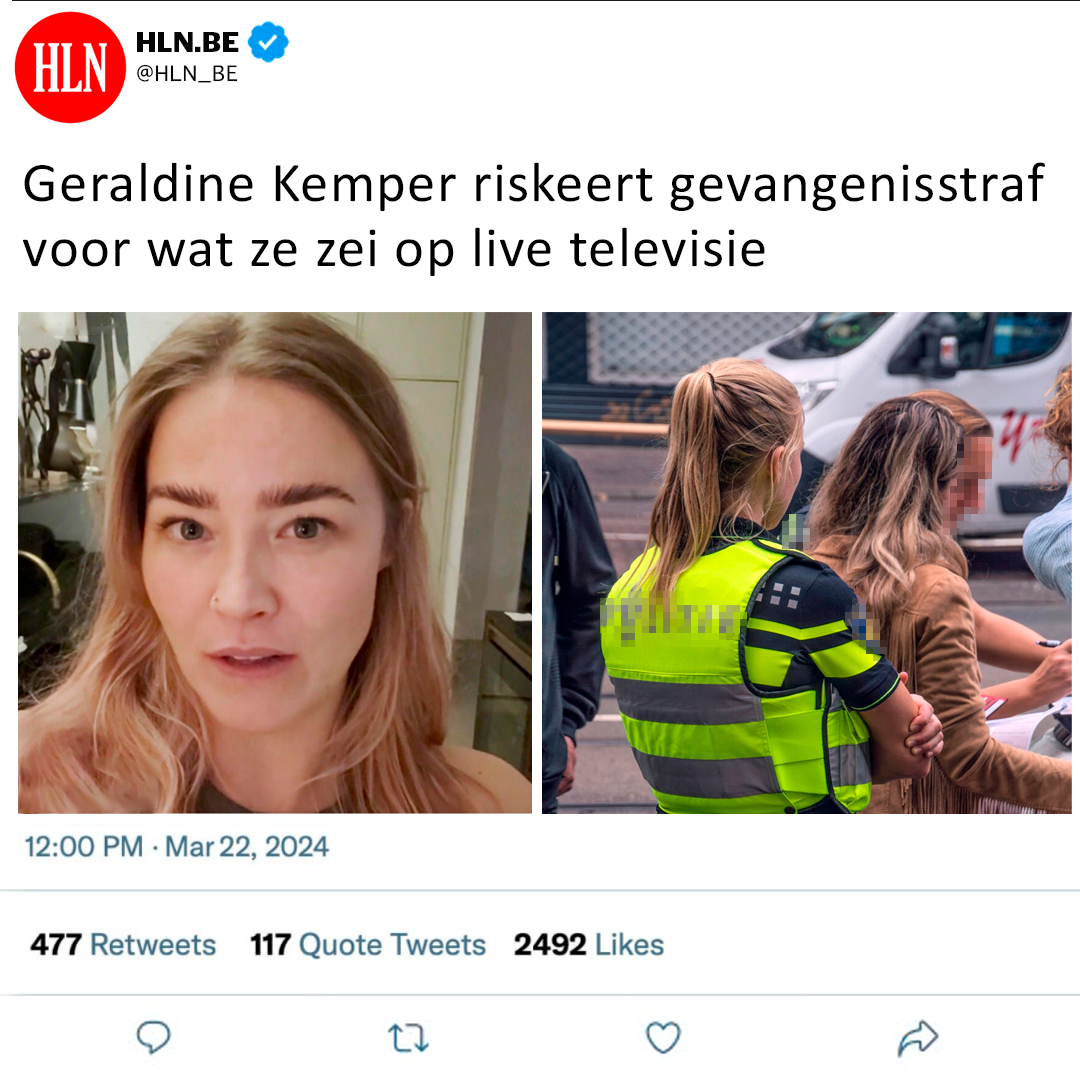 HLN
HLN.BE
@HLN_BE
Geraldine Kemper riskeert gevangenisstraf
voor wat ze zei op live televisie
12:00 PM · Mar 22, 2024
477 Retweets 117 Quote Tweets 2492 Likes